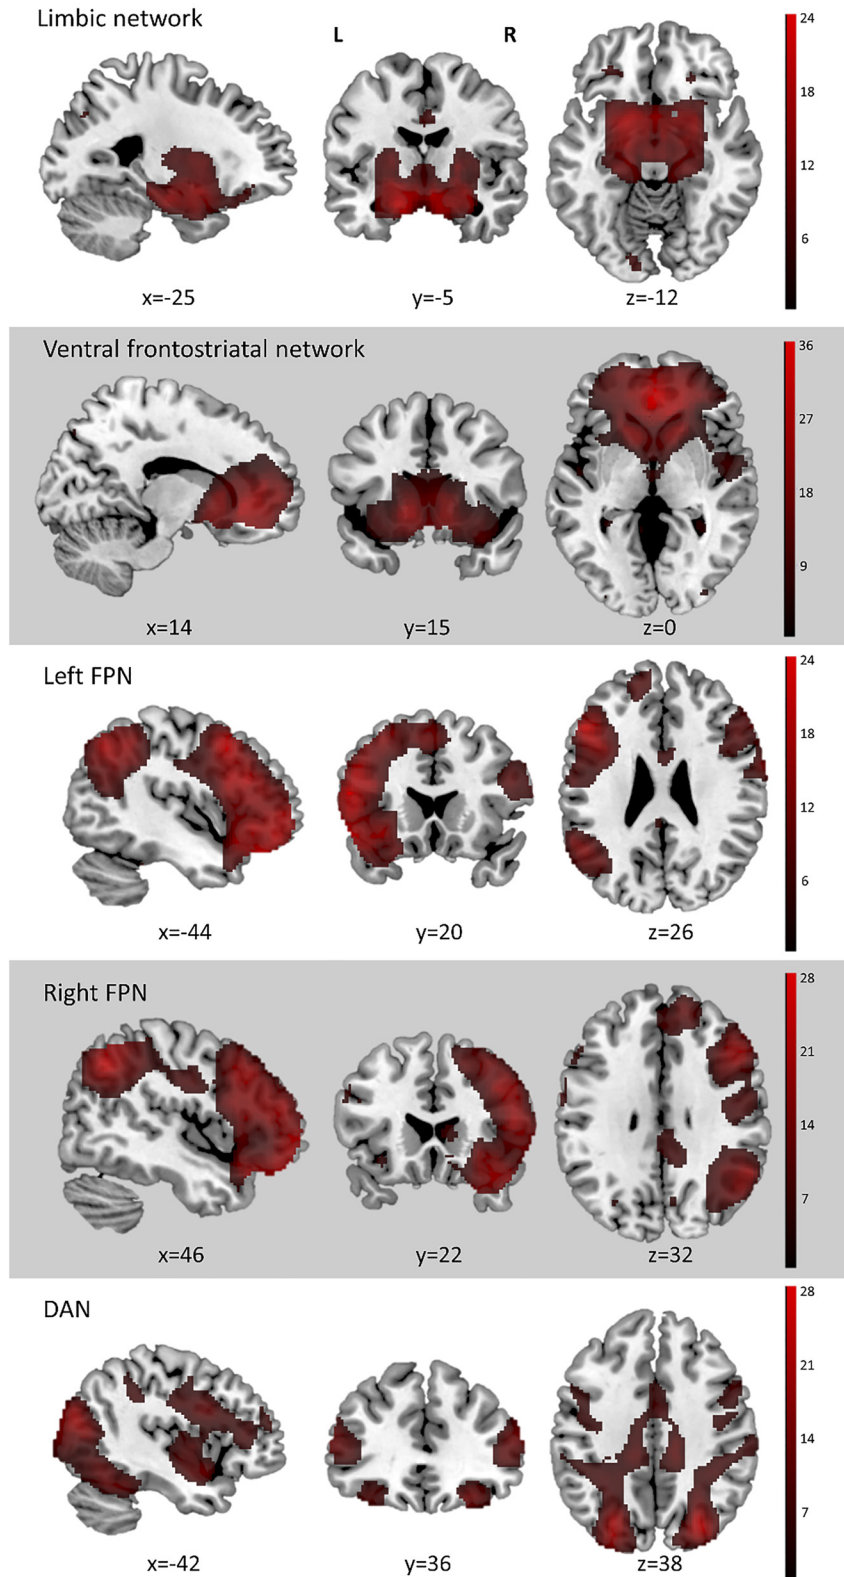 Limbic network
L R
24
18
12
6
x=-25 y=-5 z=-12
Ventral frontostriatal network
36
27
18
9
x=14 y=15 z=0
Left FPN
24
18
12
6
x=-44 y=20 z=26
Right FPN
28
21
14
7
x=46 y=22 z=32
DAN
28
21
14
7
x=-42 y=36 z=38